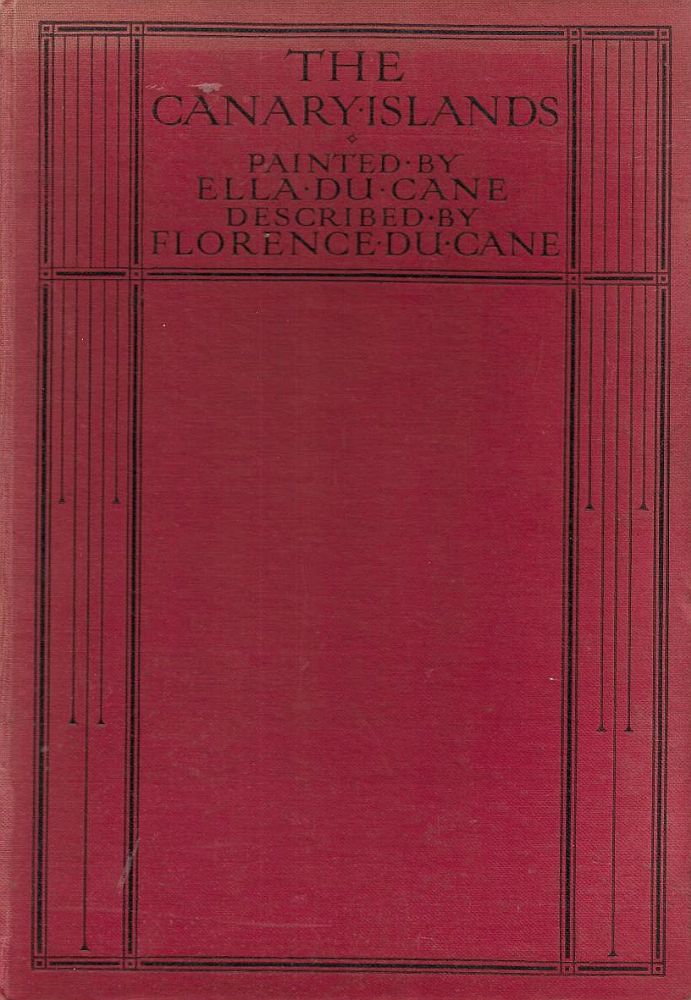 THE
CANARY·ISLANDS
PAINTED·BY
ELLA·DU·CANE
DESCRIBED·BY
FLORENCE·DU·CANE